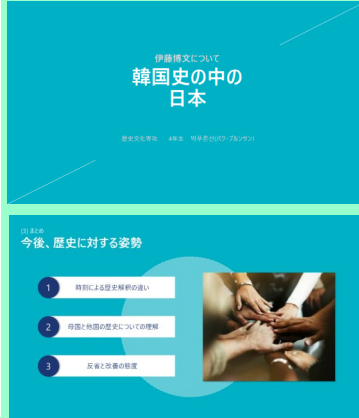 伊藤博文について
韓国史の中の
日本
歴史文化専攻 4年生
(3) まとめ
今後、歴史に対する姿勢
1 時刻による歴史解釈の違い
2 母国と他国の歴史についての理解
3 反省と改善の態度